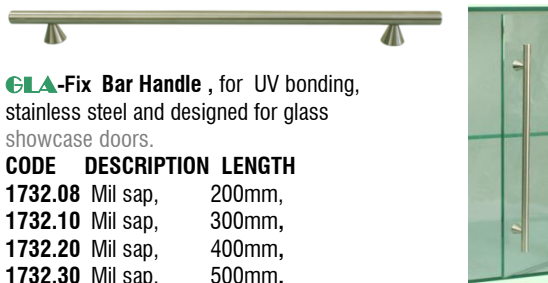 GLA-Fix Bar Handle , for UV bonding,
stainless steel and designed for glass
showcase doors.
CODE DESCRIPTION LENGTH
1732.08 Mil sap, 200mm,
1732.10 Mil sap, 300mm,
1732.20 Mil sap, 400mm,
1732.30 Mil sap, 500mm,